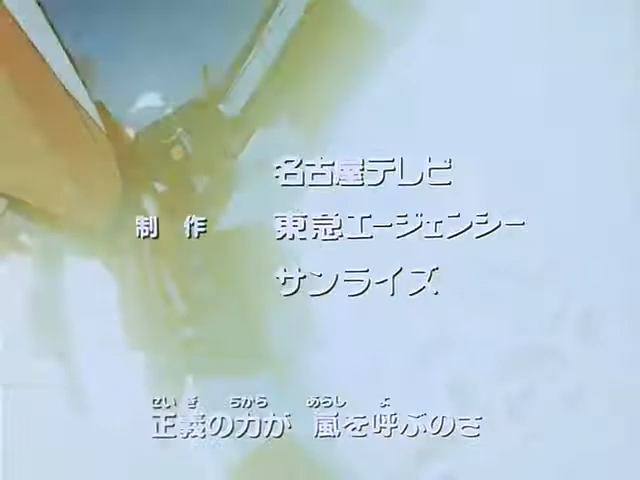 名古屋テレビ
制作 東急エージェンシー
サンライズ
せいぎ ちから あらし よ
正義の力が 嵐を呼ぶのさ